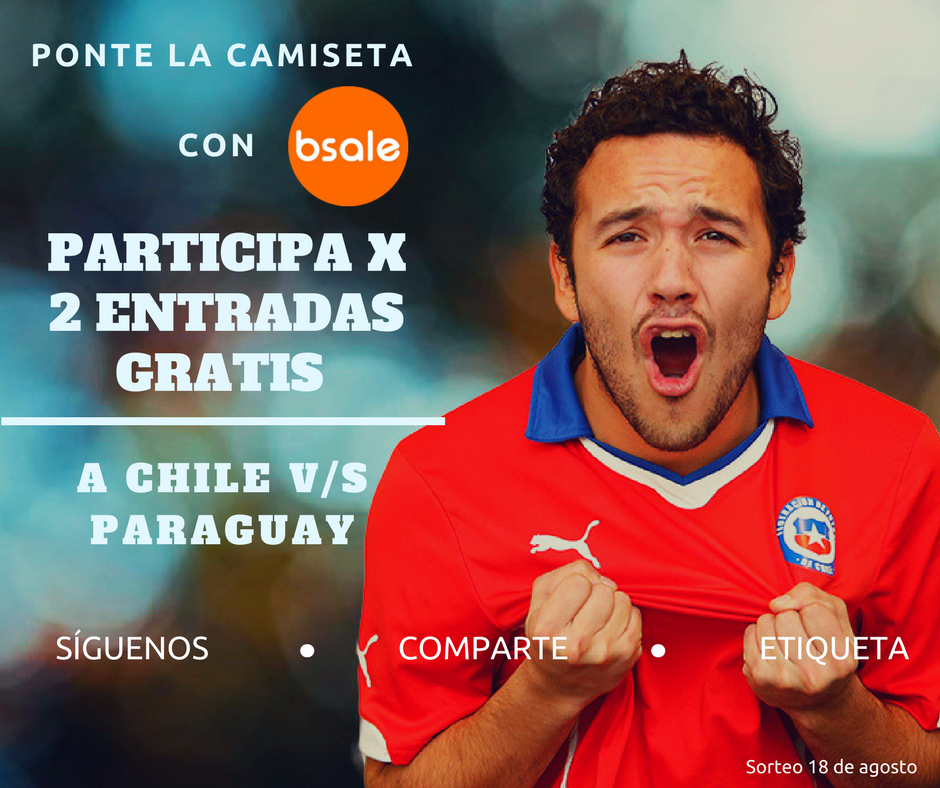 PONTE LA CAMISETA
CON bsale
PARTICIPA X
2 ENTRADAS
GRATIS
A CHILE V/S
PARAGUAY
SÍGUENOS • COMPARTE • ETIQUETA
Sorteo 18 de agosto